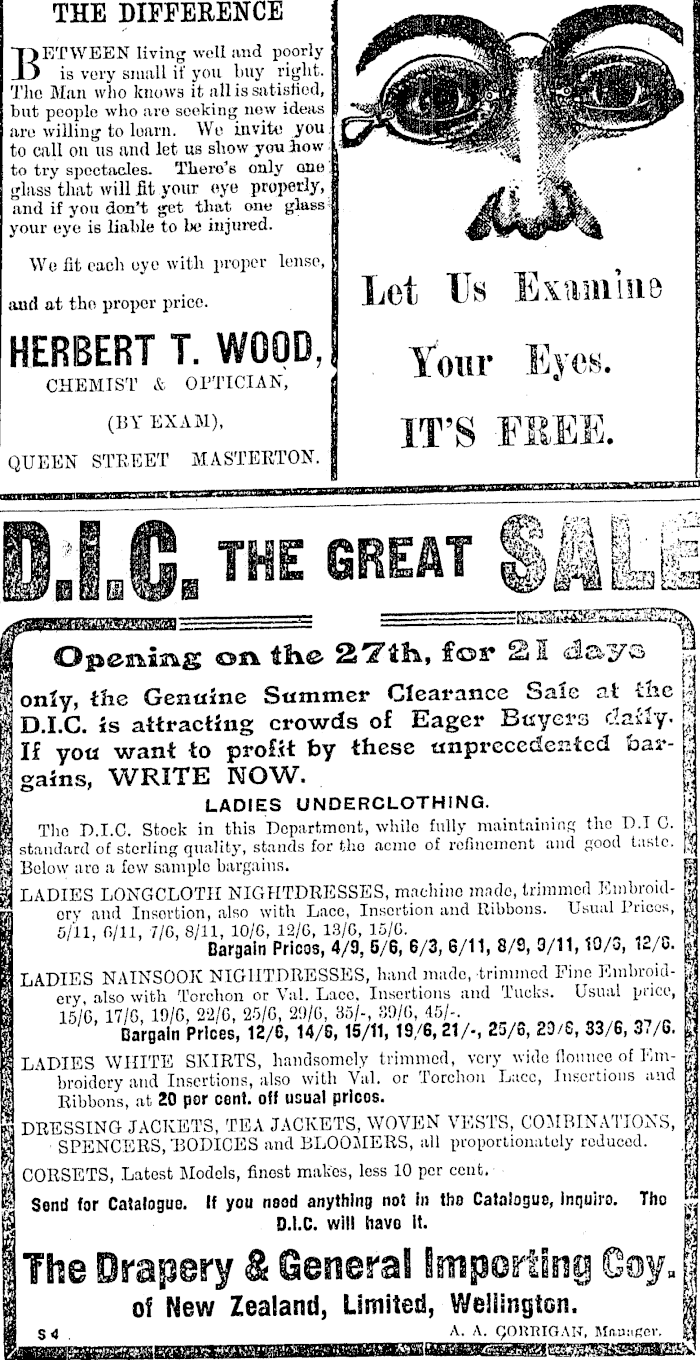 THE DIFFERENCE
BETWEEN living well and poorly
is very small if you buy right.
The Man who knows it all is satisfied,
but people who are seeking new ideas
are willing to learn. We invite you
to call on us and let us show you how
to try spectacles. There's only one
glass that will fit your eye properly,
and if you don't get that one glass
your eye is liable to be injured.
We fit each eye with proper lense,
and at the proper price.
HERBERT T. WOOD,
CHEMIST & OPTICIAN,
(BY EXAM),
QUEEN STREET MASTERTON.
Let Us Examine
Your Eyes.
IT'S FREE.
D.I.C. THE GREAT SALE
Opening on the 27th, for 21 days
only, the Genuine Summer Clearance Sale at the
D.I.C. is attracting crowds of Eager Buyers daily.
If you want to profit by these unprecedented bar-
gains, WRITE NOW.
LADIES UNDERCLOTHING.
The D.I.C. Stock in this Department, while fully maintaining the D.I C.
standard of sterling quality, stands for the acme of refinement and good taste.
Below are a few sample bargains.
LADIES LONGCLOTH NIGHTDRESSES, machine made, trimmed Embroid-
ery and Insertion, also with Lace, Insertion and Ribbons. Usual Prices,
5/11, 6/11, 7/6, 8/11, 10/6, 12/6, 13/6, 15/6.
Bargain Prices, 4/9, 5/6, 6/3, 6/11, 8/9, 9/11, 10/6, 12/6.
LADIES NAINSOOK NIGHTDRESSES, hand made, trimmed Fine Embroid-
ery, also with Torchon or Val. Lace, Insertions and Tucks. Usual price,
15/6, 17/6, 19/6, 22/6, 25/6, 29/6, 35/-, 39/6, 45/-.
Bargain Prices, 12/6, 14/6, 15/11, 19/6, 21/-, 25/6, 29/6, 33/6, 37/6.
LADIES WHITE SKIRTS, handsomely trimmed, very wide flounce of Em-
broidery and Insertions, also with Val. or Torchon Lace, Insertions and
Ribbons, at 20 per cent. off usual prices.
DRESSING JACKETS, TEA JACKETS, WOVEN VESTS, COMBINATIONS,
SPENCERS, BODICES and BLOOMERS, all proportionately reduced.
CORSETS, Latest Models, finest makes, less 10 per cent.
Send for Catalogue. If you need anything not in the Catalogue, inquire. The
D.I.C. will have it.
The Drapery & General Importing Coy.
of New Zealand, Limited, Wellington.
S 4
A. A. CORRIGAN, Manager.